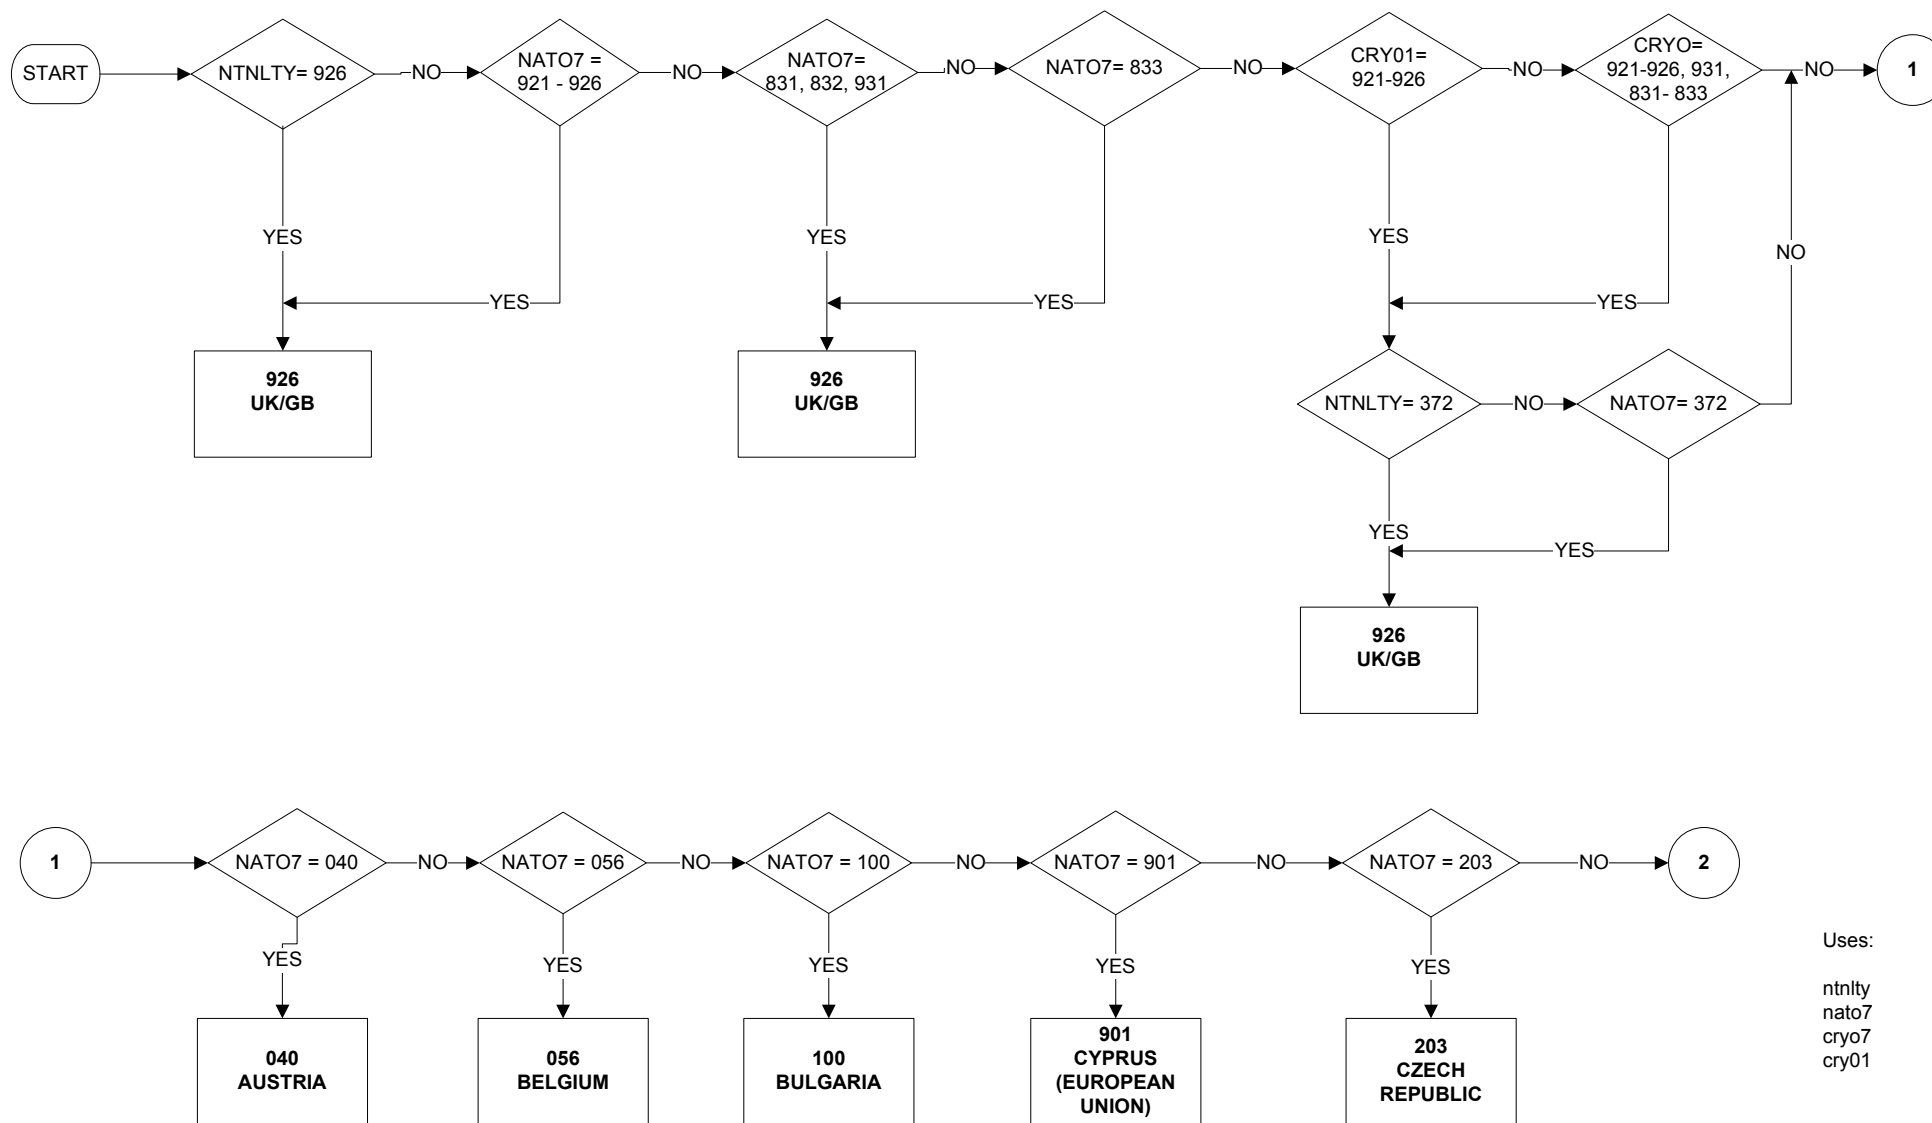 START
NTNLTY= 926
NO
NATO7 =
921 - 926
NO
NATO7=
831, 832, 931
NO
NATO7= 833
NO
CRY01=
921-926
NO
CRYO=
921-926, 931,
831- 833
NO
1
YES
YES
YES
YES
YES
YES
NO
926
UK/GB
926
UK/GB
NTNLTY= 372
NO
NATO7= 372
YES
YES
926
UK/GB
1
NATO7 = 040
NO
NATO7 = 056
NO
NATO7 = 100
NO
NATO7 = 901
NO
NATO7 = 203
NO
2
YES
YES
YES
YES
YES
040
AUSTRIA
056
BELGIUM
100
BULGARIA
901
CYPRUS
(EUROPEAN
UNION)
203
CZECH
REPUBLIC
Uses:
ntnlty
nato7
cryo7
cry01